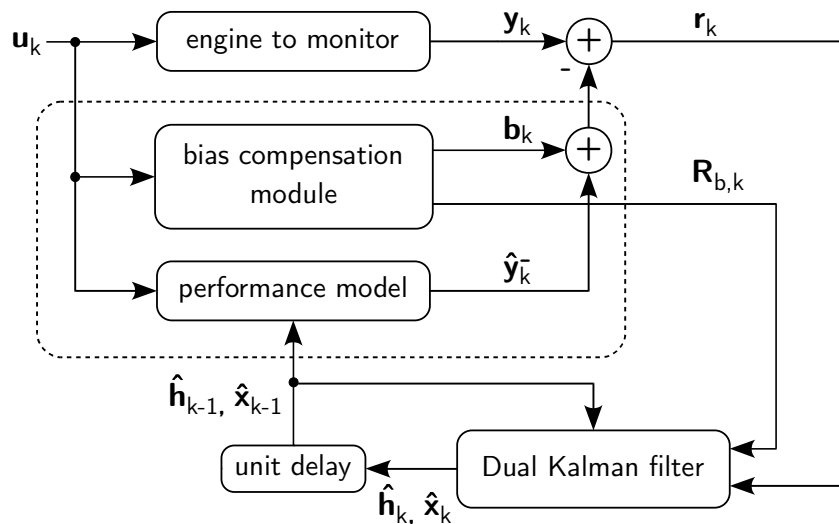 u_k
engine to monitor
y_k
+
r_k
-
bias compensation
module
b_k
+
R_b,k
performance model
ŷ_k^-
ĥ_k-1, x̂_k-1
unit delay
Dual Kalman filter
ĥ_k, x̂_k